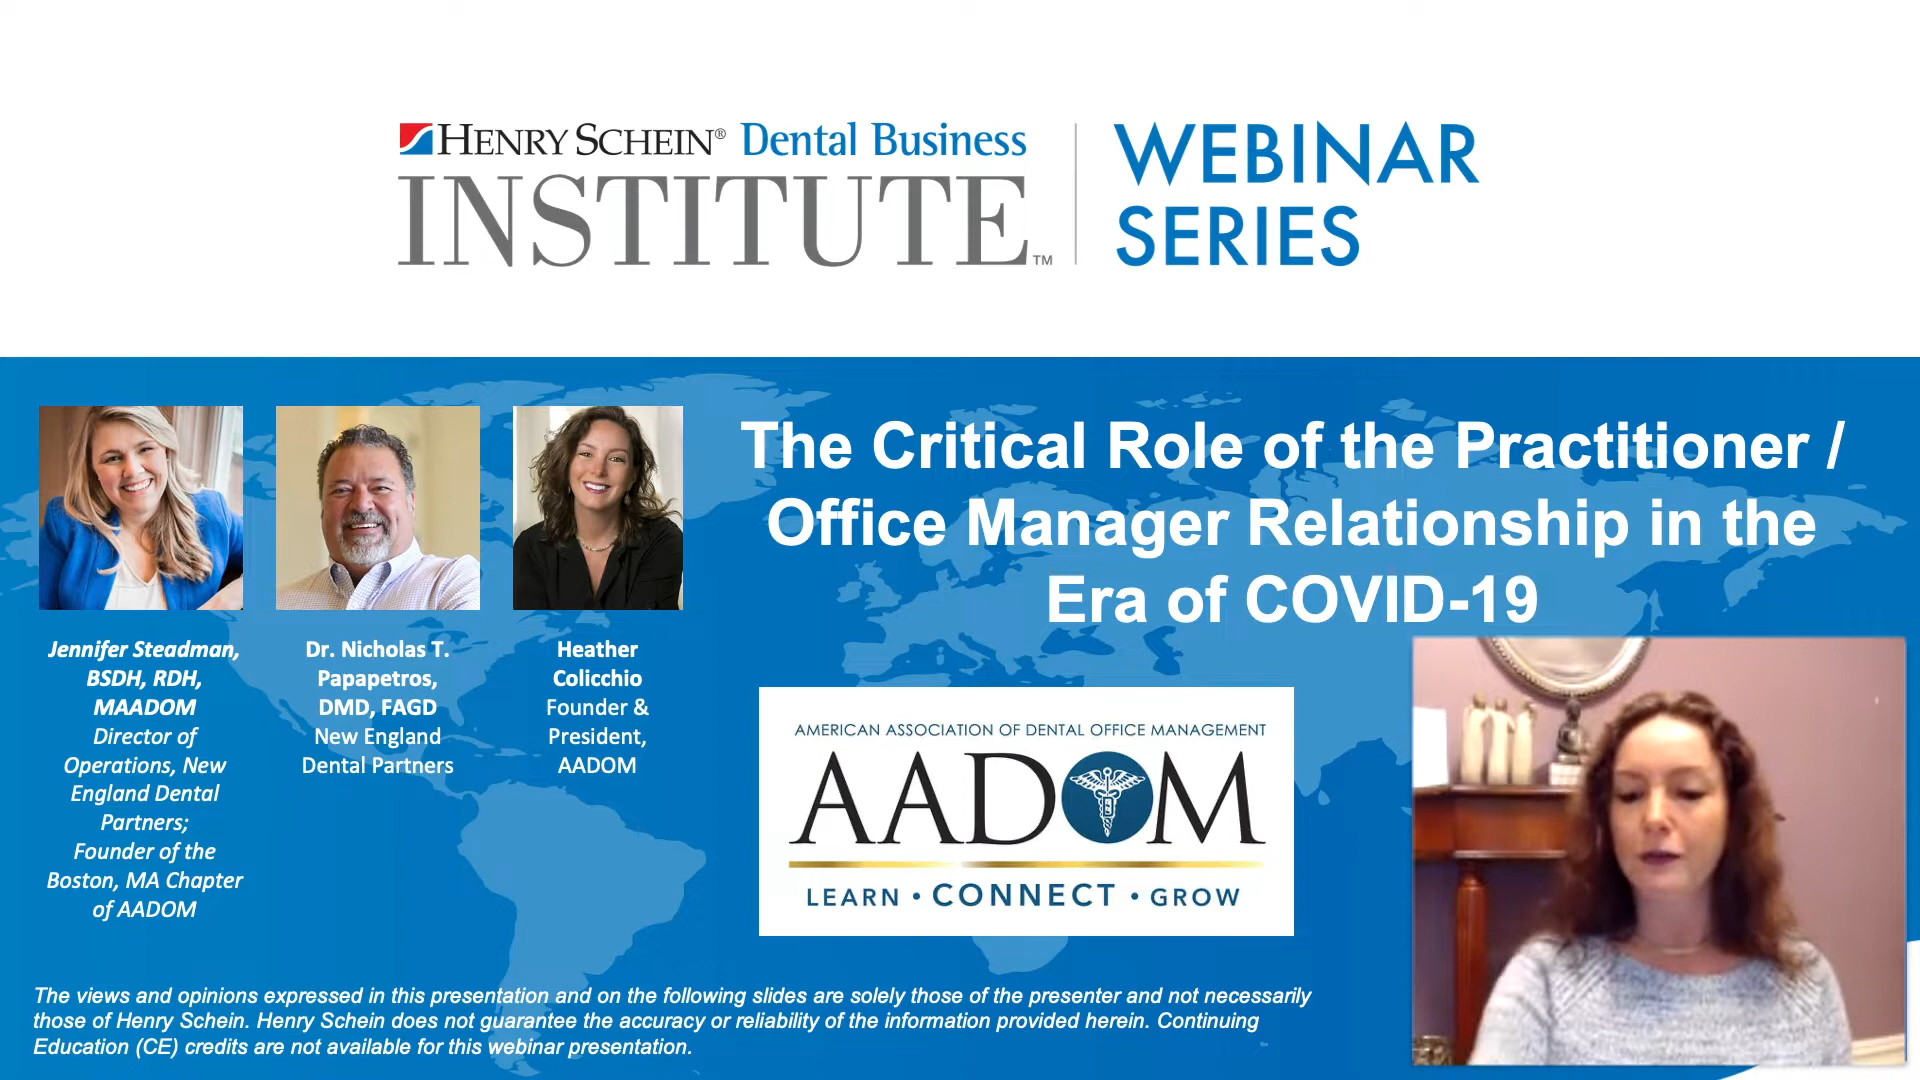 HENRY SCHEIN® Dental Business
INSTITUTE™
WEBINAR
SERIES
The Critical Role of the Practitioner /
Office Manager Relationship in the
Era of COVID-19
Jennifer Steadman,
BSDH, RDH,
MAADOM
Director of
Operations, New
England Dental
Partners;
Founder of the
Boston, MA Chapter
of AADOM
Dr. Nicholas T.
Papapetros,
DMD, FAGD
New England
Dental Partners
Heather
Colicchio
Founder &
President,
AADOM
AMERICAN ASSOCIATION OF DENTAL OFFICE MANAGEMENT
AADOM
LEARN • CONNECT • GROW
The views and opinions expressed in this presentation and on the following slides are solely those of the presenter and not necessarily
those of Henry Schein. Henry Schein does not guarantee the accuracy or reliability of the information provided herein. Continuing
Education (CE) credits are not available for this webinar presentation.